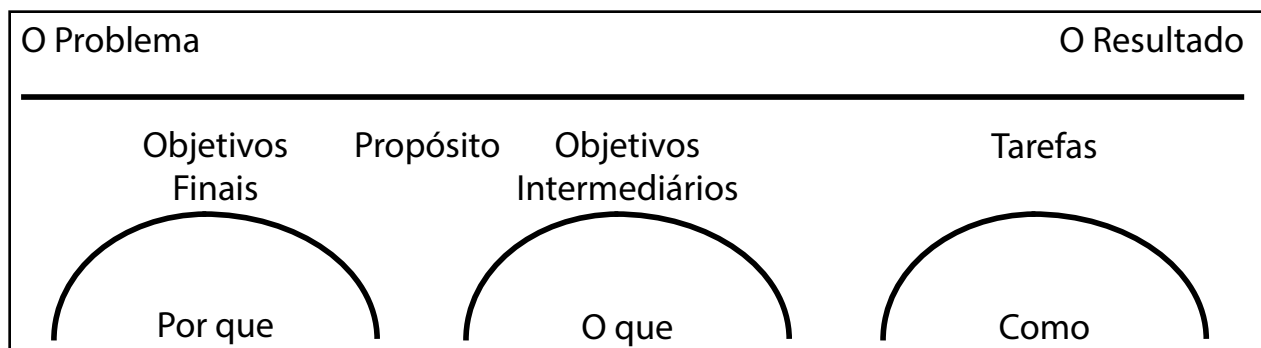 O Problema O Resultado
Objetivos Finais
Propósito
Objetivos Intermediários
Tarefas
Por que O que Como